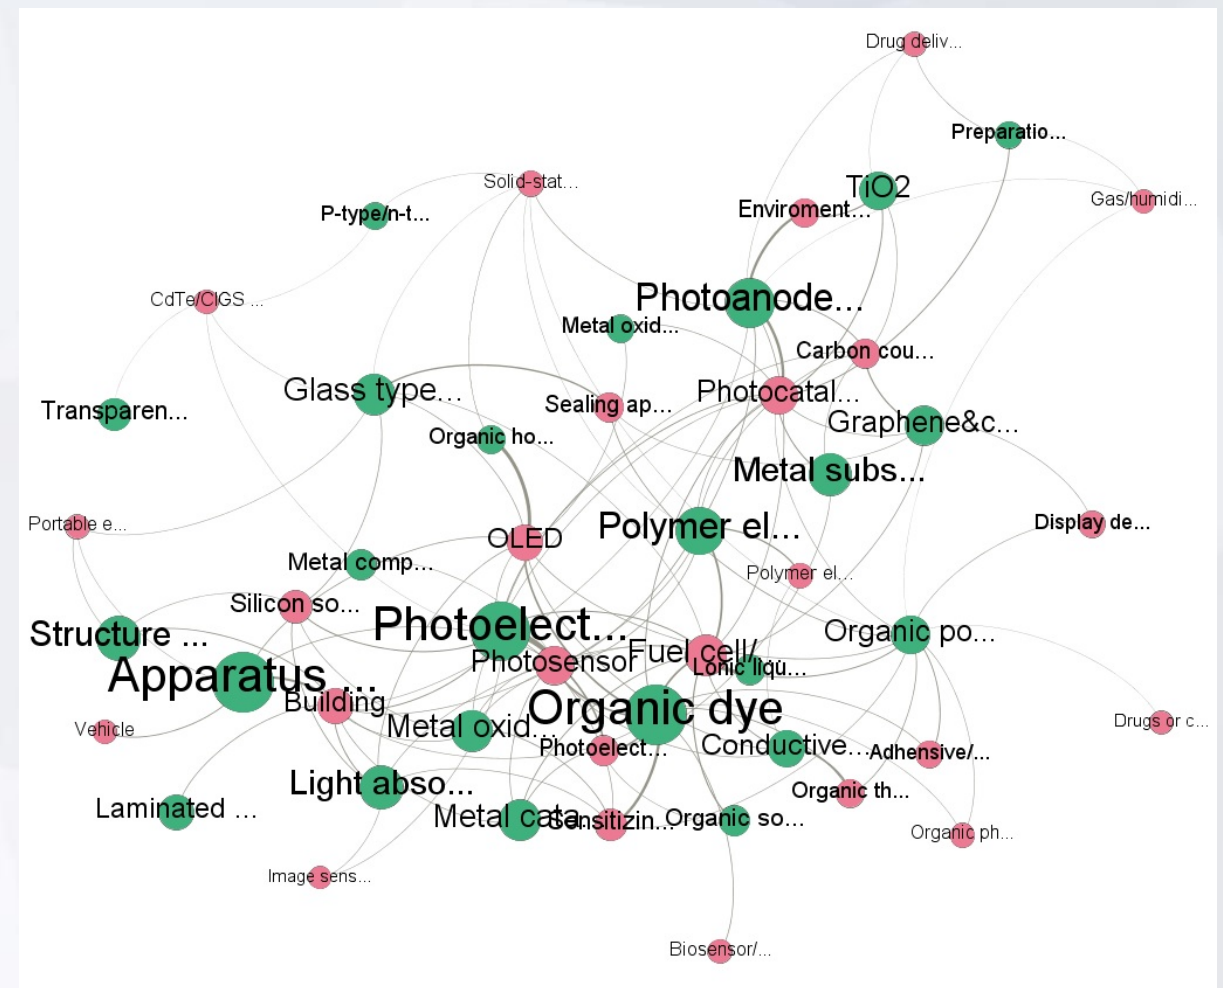 Drug deliv...
Preparatio...
Solid-stat...
TiO2
Gas/humidi...
P-type/n-t...
Enviroment...
CdTe/CIGS ...
Photoanode...
Metal oxid...
Carbon cou...
Glass type...
Photocatal...
Sealing ap...
Transparen...
Graphene&c...
Organic ho...
Metal subs...
Portable e...
Polymer el...
Display de...
OLED
Metal comp...
Polymer el...
Silicon so...
Photoelect...
Structure ...
Organic po...
Fuel cell/...
Photosensor
Lonic liqu...
Apparatus ...
Building
Organic dye
Vehicle
Drugs or c...
Metal oxid...
Photoelect...
Conductive...
Adhensive/...
Light abso...
Organic th...
Laminated ...
Metal cata...
Sensitizin...
Organic so...
Organic ph...
Image sens...
Biosensor/...